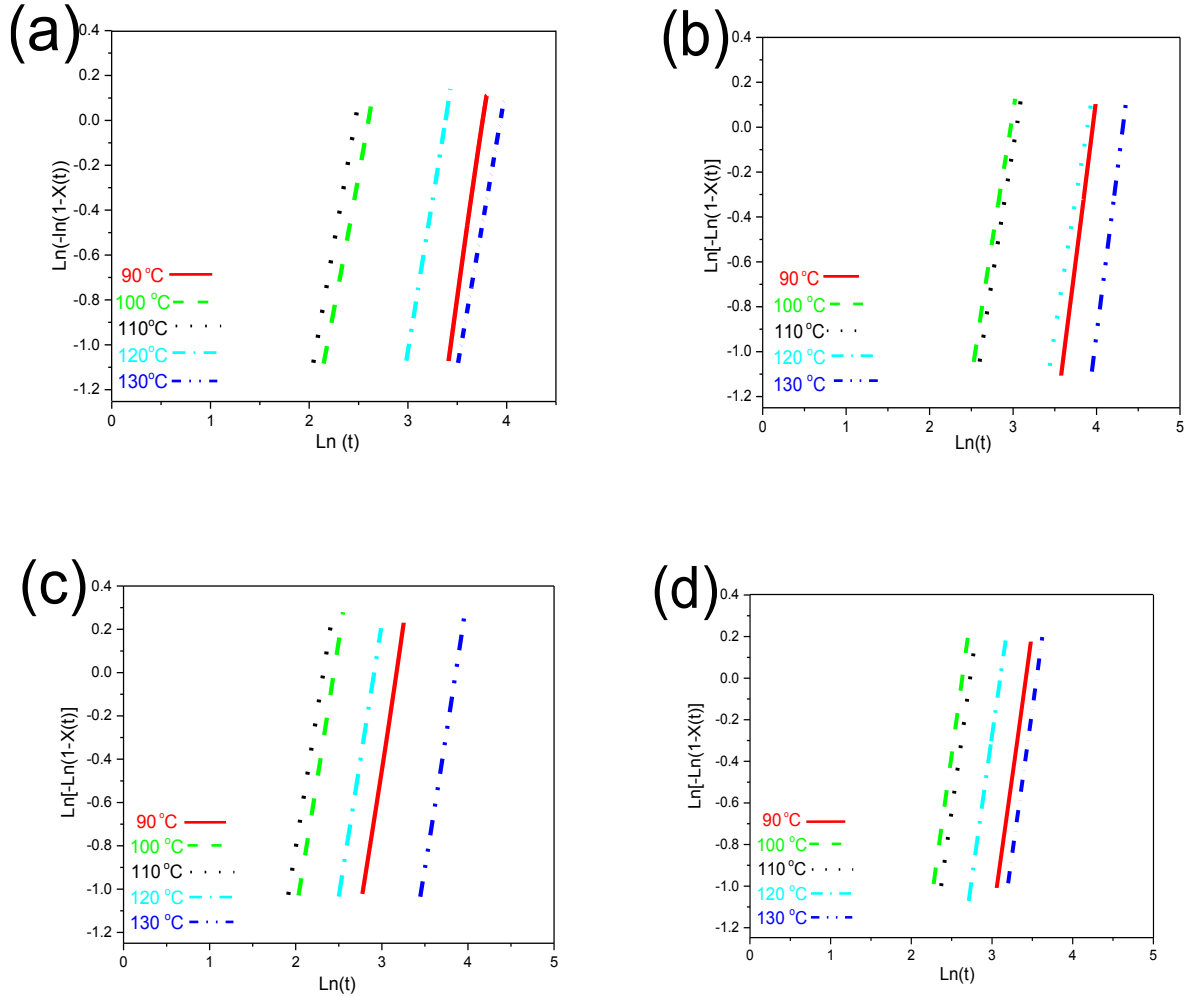 (a)
0.4
0.2
0.0
-0.2
-0.4
-0.6
-0.8
-1.0
-1.2
Ln(-ln(1-X(t))
90 °C
100 °C
110°C
120°C
130°C
0 1 2 3 4
Ln (t)
(b)
0.4
0.2
0.0
-0.2
-0.4
-0.6
-0.8
-1.0
-1.2
Ln[-Ln(1-X(t)]
90 °C
100 °C
110 °C
120 °C
130 °C
0 1 2 3 4 5
Ln(t)
(c)
0.4
0.2
0.0
-0.2
-0.4
-0.6
-0.8
-1.0
-1.2
Ln[-Ln(1-X(t)]
90 °C
100 °C
110 °C
120 °C
130 °C
0 1 2 3 4 5
Ln(t)
(d)
0.4
0.2
0.0
-0.2
-0.4
-0.6
-0.8
-1.0
-1.2
Ln[-Ln(1-X(t)]
90 °C
100 °C
110 °C
120 °C
130 °C
0 1 2 3 4 5
Ln(t)